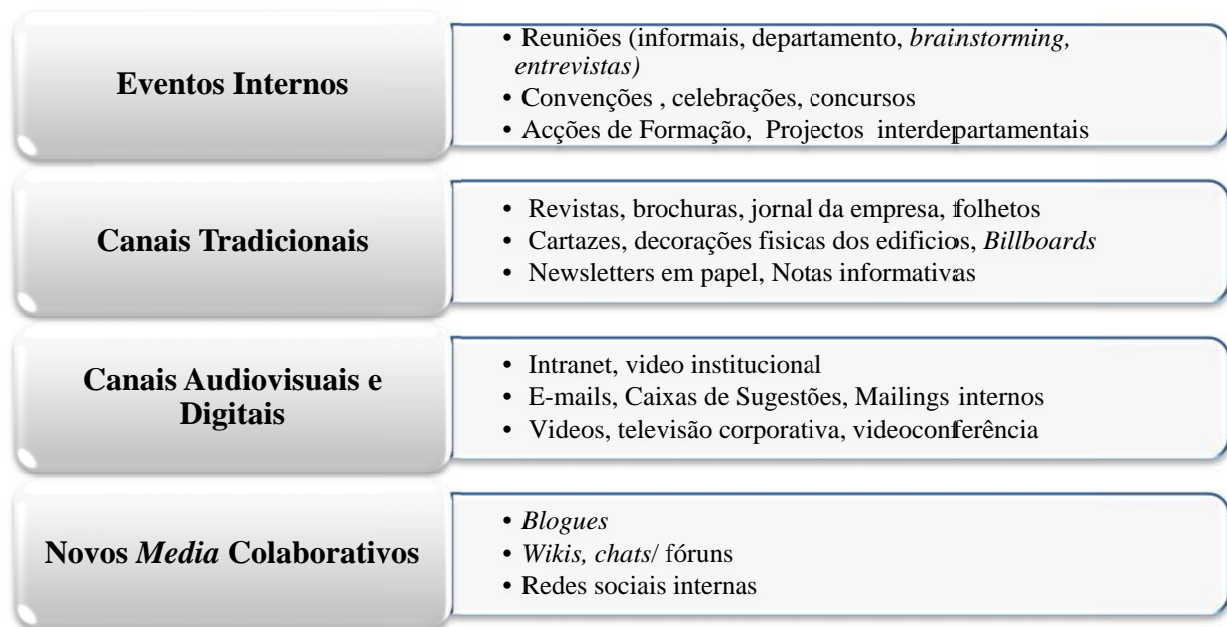 Eventos Internos
• Reuniões (informais, departamento, brainstorming,
entrevistas)
• Convenções , celebrações, concursos
• Acções de Formação, Projectos interdepartamentais
Canais Tradicionais
• Revistas, brochuras, jornal da empresa, folhetos
• Cartazes, decorações fisicas dos edificios, Billboards
• Newsletters em papel, Notas informativas
Canais Audiovisuais e
Digitais
• Intranet, video institucional
• E-mails, Caixas de Sugestões, Mailings internos
• Videos, televisão corporativa, videoconferência
Novos Media Colaborativos
• Blogues
• Wikis, chats/ fóruns
• Redes sociais internas